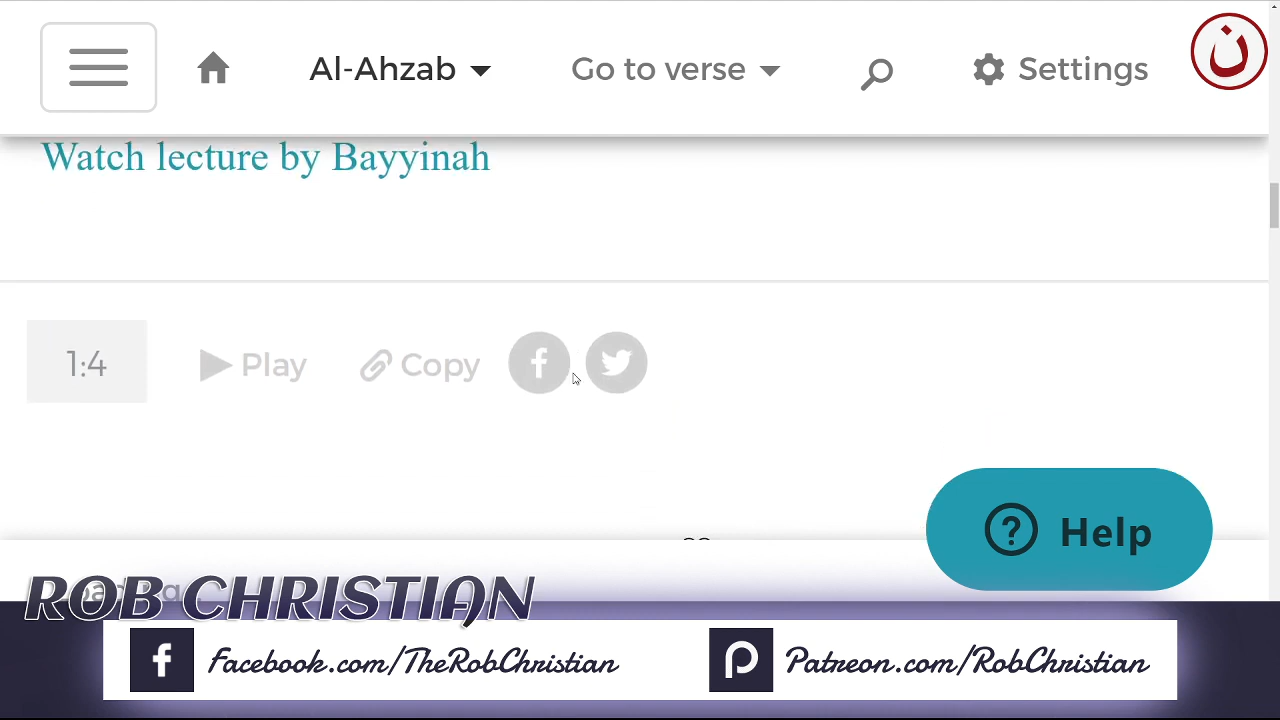 Al-Ahzab Go to verse Settings ن
Watch lecture by Bayyinah
1:4 Play Copy
Help
ROB CHRISTIAN
Facebook.com/TheRobChristian Patreon.com/RobChristian